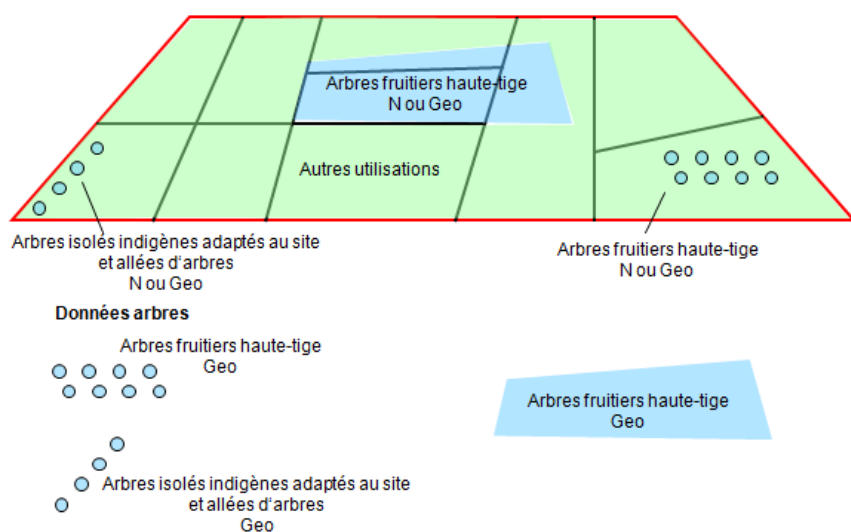 Arbres fruitiers haute-tige
N ou Geo
Autres utilisations
Arbres isolés indigènes adaptés au site
et allées d'arbres
N ou Geo
Arbres fruitiers haute-tige
N ou Geo
Données arbres
Arbres fruitiers haute-tige
Geo
Arbres fruitiers haute-tige
Geo
Arbres isolés indigènes adaptés au site
et allées d'arbres
Geo